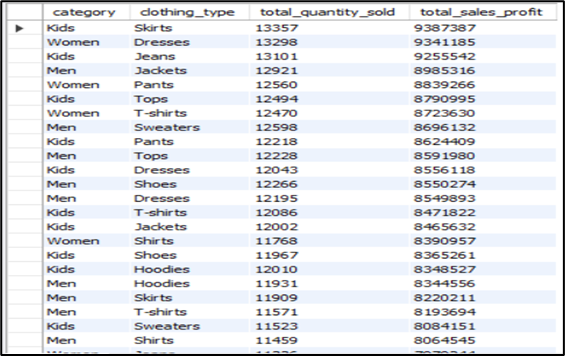 category clothing_type total_quantity_sold total_sales_profit
Kids Skirts 13357 9387387
Women Dresses 13298 9341185
Kids Jeans 13101 9255542
Men Jackets 12921 8985316
Women Pants 12560 8839266
Kids Tops 12494 8790995
Women T-shirts 12470 8723630
Men Sweaters 12598 8696132
Kids Pants 12218 8624409
Men Tops 12228 8591980
Kids Dresses 12043 8556118
Men Shoes 12266 8550274
Men Dresses 12195 8549893
Kids T-shirts 12086 8471822
Kids Jackets 12002 8465632
Women Shirts 11768 8390957
Kids Shoes 11967 8365261
Kids Hoodies 12010 8348527
Men Hoodies 11931 8344556
Men Skirts 11909 8220211
Men T-shirts 11571 8193694
Kids Sweaters 11523 8084151
Men Shirts 11459 8064545